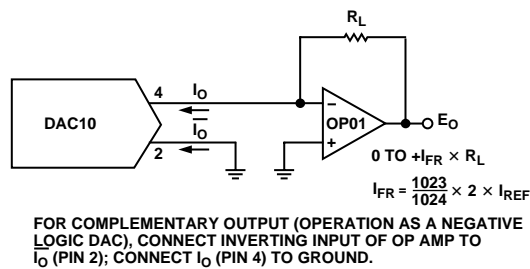 R_L
4
I_O
DAC10
I̅_O̅
2
−
OP01
+
E_O
0 TO +I_FR × R_L
I_FR = 1023/1024 × 2 × I_REF
FOR COMPLEMENTARY OUTPUT (OPERATION AS A NEGATIVE
LOGIC DAC), CONNECT INVERTING INPUT OF OP AMP TO
I̅_O̅ (PIN 2); CONNECT I_O (PIN 4) TO GROUND.